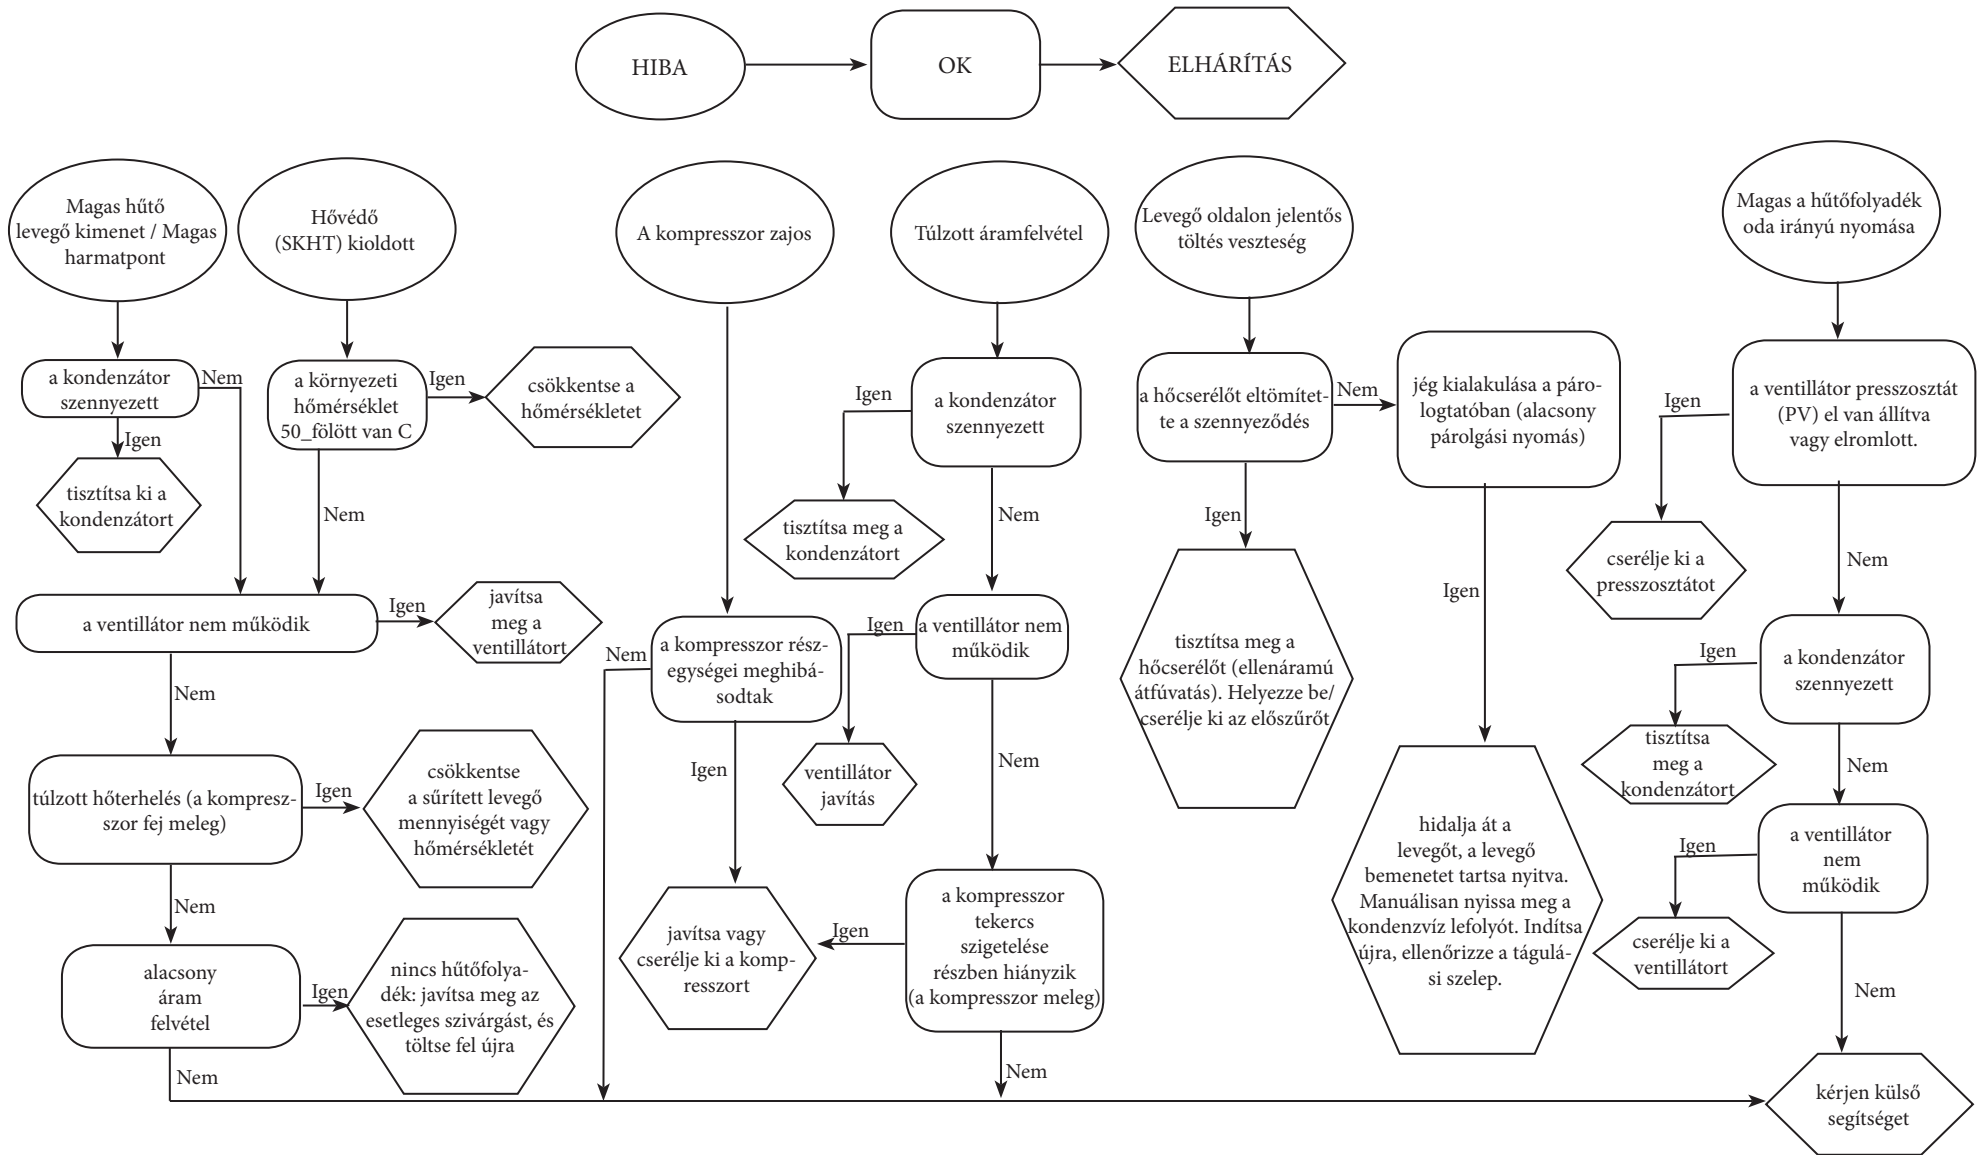 HIBA
OK
ELHÁRÍTÁS
Magas hűtő
levegő kimenet / Magas
harmatpont
a kondenzátor
szennyezett
Nem
Igen
tisztítsa ki a
kondenzátort
Hővédő
(SKHT) kioldott
a környezeti
hőmérséklet
50_fölött van C
Igen
csökkentse a
hőmérsékletet
Nem
a ventillátor nem működik
Igen
javítsa
meg a
ventillátort
Nem
túlzott hőterhelés (a kompresz-
szor fej meleg)
Igen
csökkentse
a sűrített levegő
mennyiségét vagy
hőmérsékletét
Nem
alacsony
áram
felvétel
Igen
nincs hűtőfolya-
dék: javítsa meg az
esetleges szivárgást, és
töltse fel újra
Nem
A kompresszor zajos
a kompresszor rész-
egységei meghibá-
sodtak
Nem
Igen
javítsa vagy
cserélje ki a komp-
resszort
Túlzott áramfelvétel
a kondenzátor
szennyezett
Igen
tisztítsa meg a
kondenzátort
Nem
a ventillátor nem
működik
Igen
ventillátor
javítás
Nem
a kompresszor
tekercs
szigetelése
részben hiányzik
(a kompresszor meleg)
Igen
Nem
Levegő oldalon jelentős
töltés veszteség
a hőcserélőt eltömítet-
te a szennyeződés
Nem
Igen
tisztítsa meg a
hőcserélőt (ellenáramú
átfúvatás). Helyezze be/
cserélje ki az előszűrőt
jég kialakulása a páro-
logtatóban (alacsony
párolgási nyomás)
Igen
hidalja át a
levegőt, a levegő
bemenetet tartsa nyitva.
Manuálisan nyissa meg a
kondenzvíz lefolyót. Indítsa
újra, ellenőrizze a tágulá-
si szelep.
Magas a hűtőfolyadék
oda irányú nyomása
a ventillátor presszosztát
(PV) el van állítva
vagy elromlott.
Igen
cserélje ki a
presszosztátot
Nem
a kondenzátor
szennyezett
Igen
tisztítsa
meg a
kondenzátort
Nem
a ventillátor
nem
működik
Igen
cserélje ki a
ventillátort
Nem
kérjen külső
segítséget